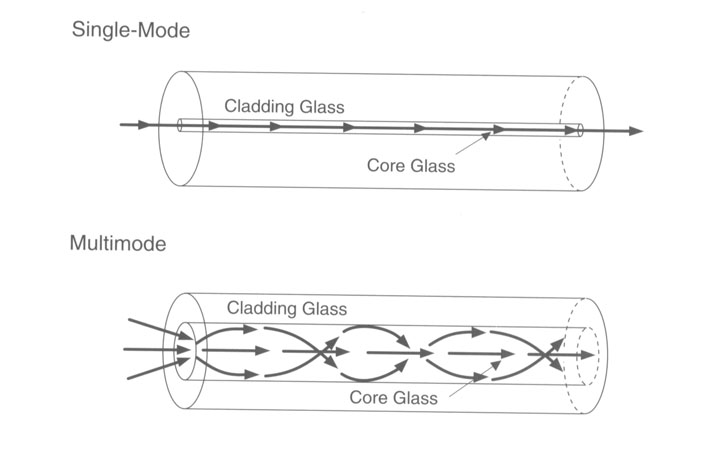 Single-Mode
Cladding Glass
Core Glass
Multimode
Cladding Glass
Core Glass